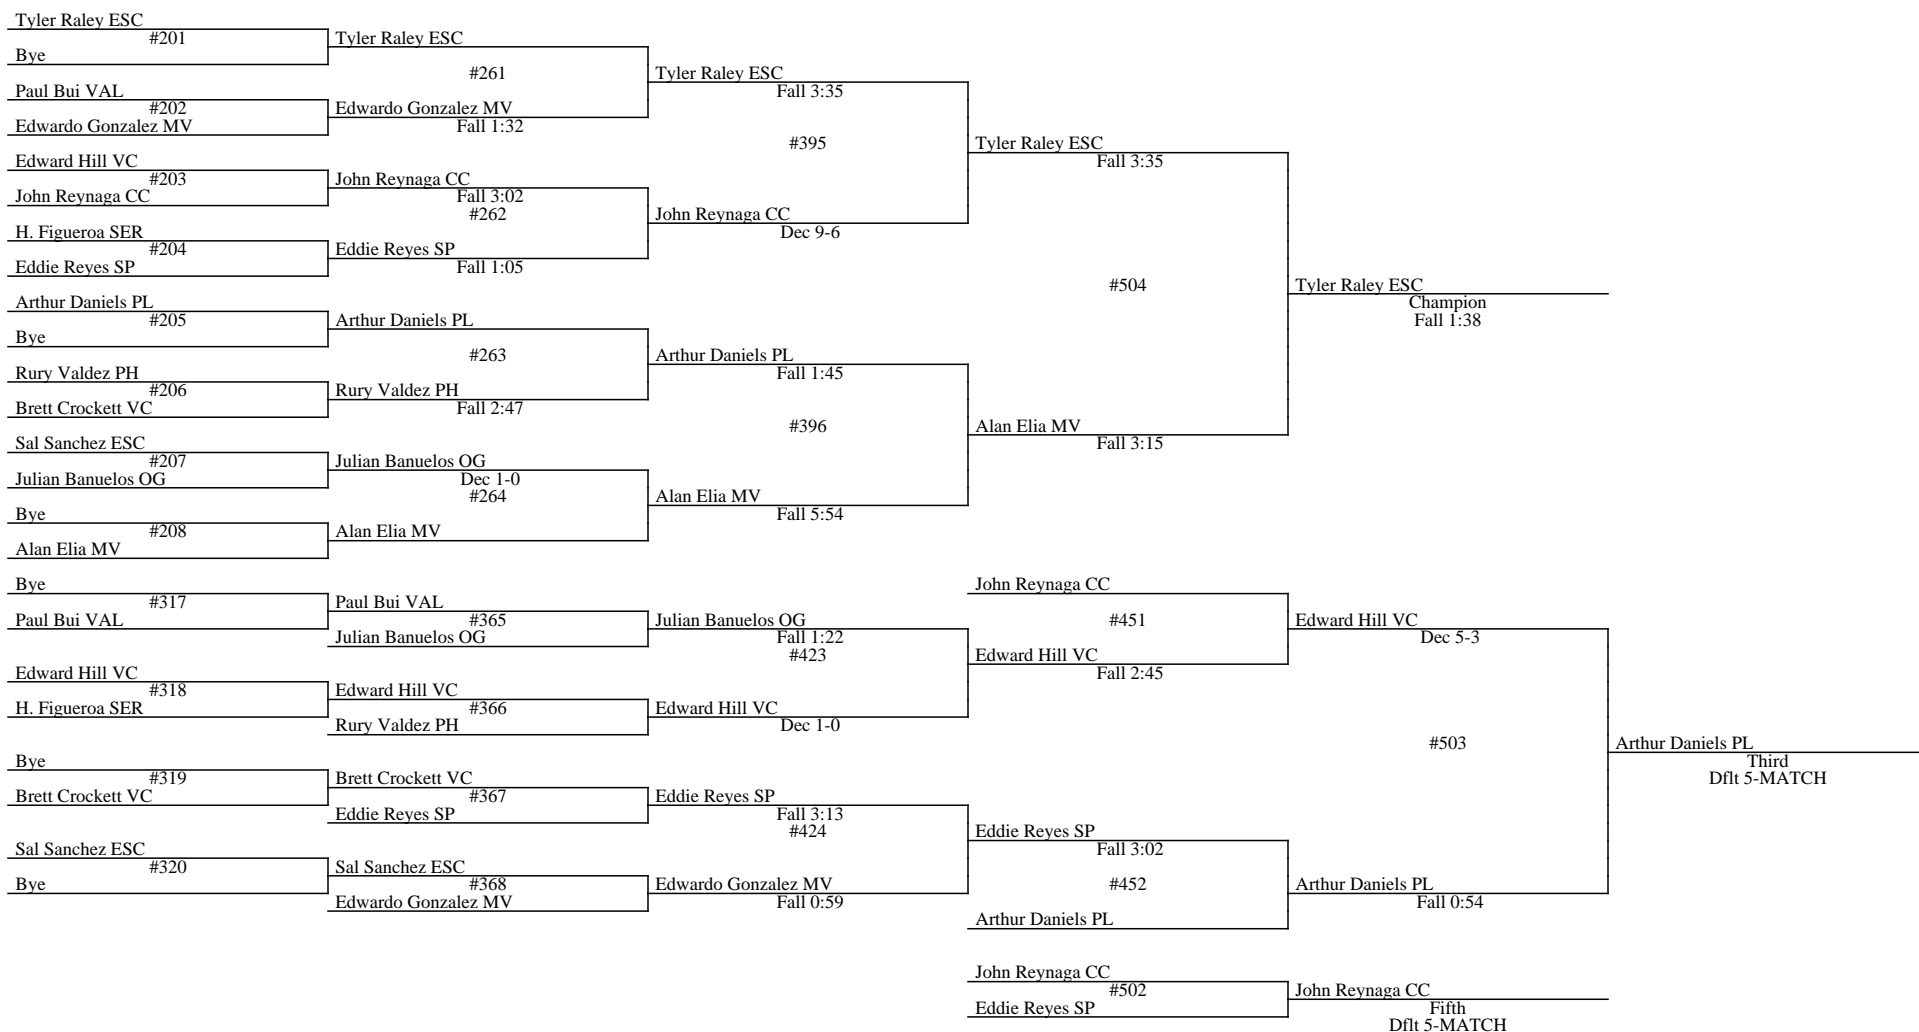 Tyler Raley ESC
#201
Bye
Tyler Raley ESC
#261
Paul Bui VAL
#202
Edwardo Gonzalez MV
Edwardo Gonzalez MV
Fall 1:32
Tyler Raley ESC
Fall 3:35
#395
Edward Hill VC
#203
John Reynaga CC
John Reynaga CC
Fall 3:02
#262
H. Figueroa SER
#204
Eddie Reyes SP
Eddie Reyes SP
Fall 1:05
John Reynaga CC
Dec 9-6
Tyler Raley ESC
Fall 3:35
#504
Arthur Daniels PL
#205
Bye
Arthur Daniels PL
#263
Rury Valdez PH
#206
Brett Crockett VC
Rury Valdez PH
Fall 2:47
Arthur Daniels PL
Fall 1:45
#396
Sal Sanchez ESC
#207
Julian Banuelos OG
Julian Banuelos OG
Dec 1-0
#264
Bye
#208
Alan Elia MV
Alan Elia MV
Alan Elia MV
Fall 5:54
Alan Elia MV
Fall 3:15
Tyler Raley ESC
Champion
Fall 1:38
Bye
#317
Paul Bui VAL
Paul Bui VAL
#365
Julian Banuelos OG
Julian Banuelos OG
Fall 1:22
#423
Edward Hill VC
#318
H. Figueroa SER
Edward Hill VC
#366
Rury Valdez PH
Edward Hill VC
Dec 1-0
John Reynaga CC
#451
Edward Hill VC
Fall 2:45
Edward Hill VC
Dec 5-3
#503
Bye
#319
Brett Crockett VC
Brett Crockett VC
#367
Eddie Reyes SP
Eddie Reyes SP
Fall 3:13
#424
Sal Sanchez ESC
#320
Bye
Sal Sanchez ESC
#368
Edwardo Gonzalez MV
Edwardo Gonzalez MV
Fall 0:59
Eddie Reyes SP
Fall 3:02
#452
Arthur Daniels PL
Arthur Daniels PL
Fall 0:54
Arthur Daniels PL
Third
Dflt 5-MATCH
John Reynaga CC
#502
Eddie Reyes SP
John Reynaga CC
Fifth
Dflt 5-MATCH